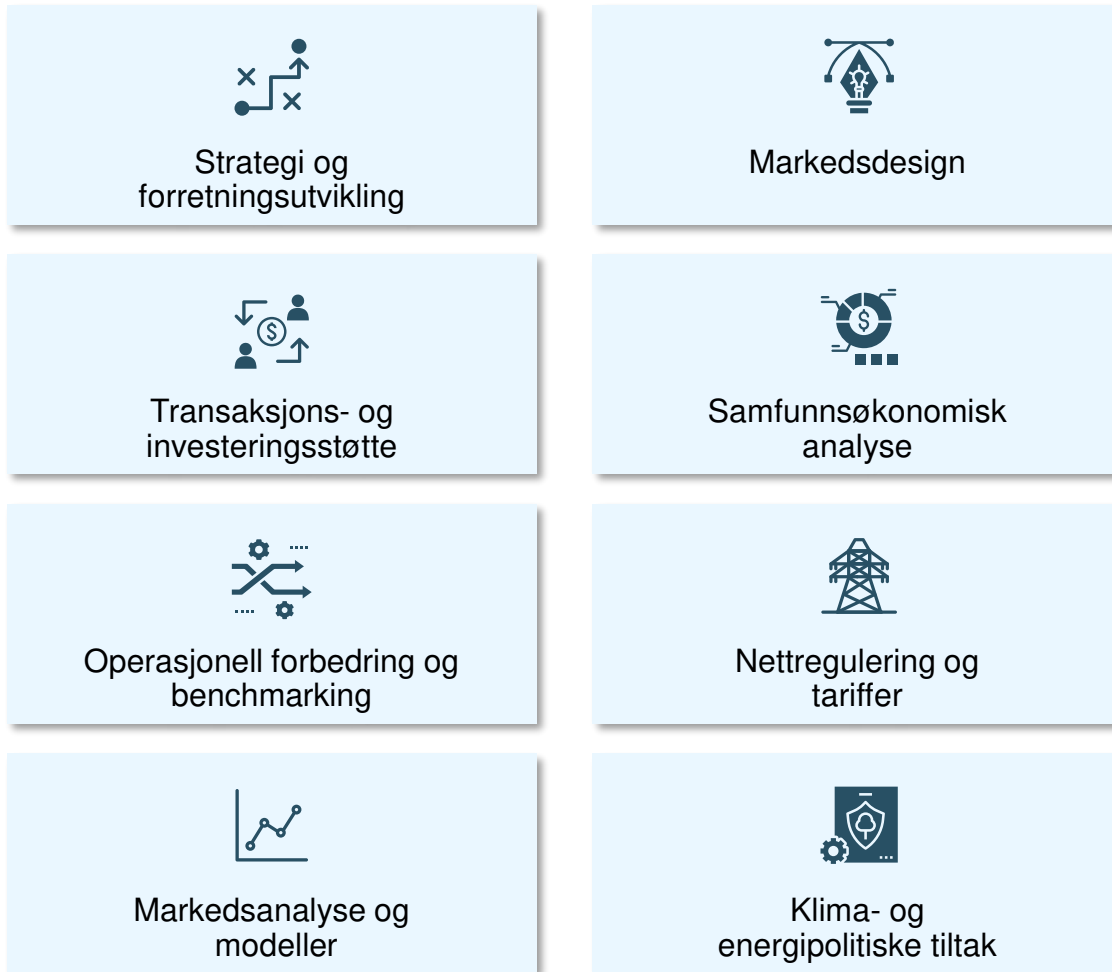 Strategi og
forretningsutvikling
Markedsdesign
Transaksjons- og
investeringsstøtte
Samfunnsøkonomisk
analyse
Operasjonell forbedring og
benchmarking
Nettregulering og
tariffer
Markedsanalyse og
modeller
Klima- og
energipolitiske tiltak